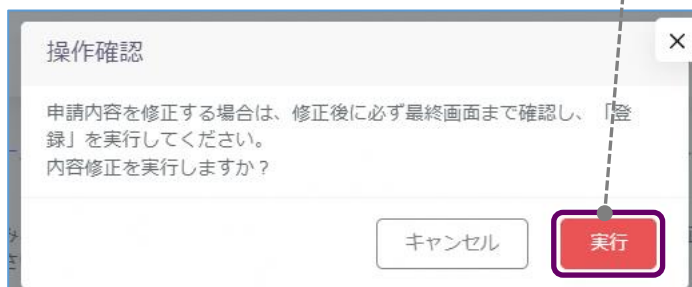 操作確認
申請内容を修正する場合は、修正後に必ず最終画面まで確認し、「登
録」を実行してください。
内容修正を実行しますか？
キャンセル
実行